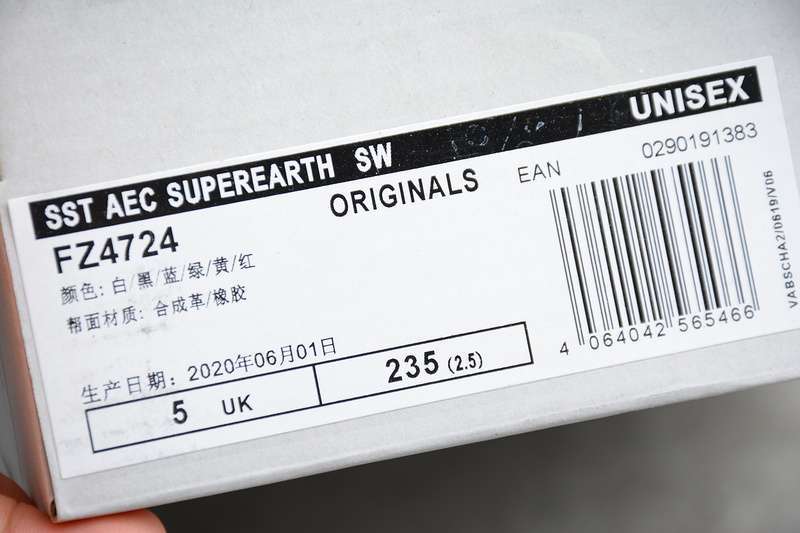 SST AEC SUPEREARTH SW UNISEX
FZ4724 ORIGINALS EAN 0290191383
颜色: 白/黑/蓝/绿/黄/红
帮面材质: 合成革/橡胶
生产日期: 2020年06月01日
5 UK 235 (2.5)
4 064042 565466
VABSCHA2/0619/V06